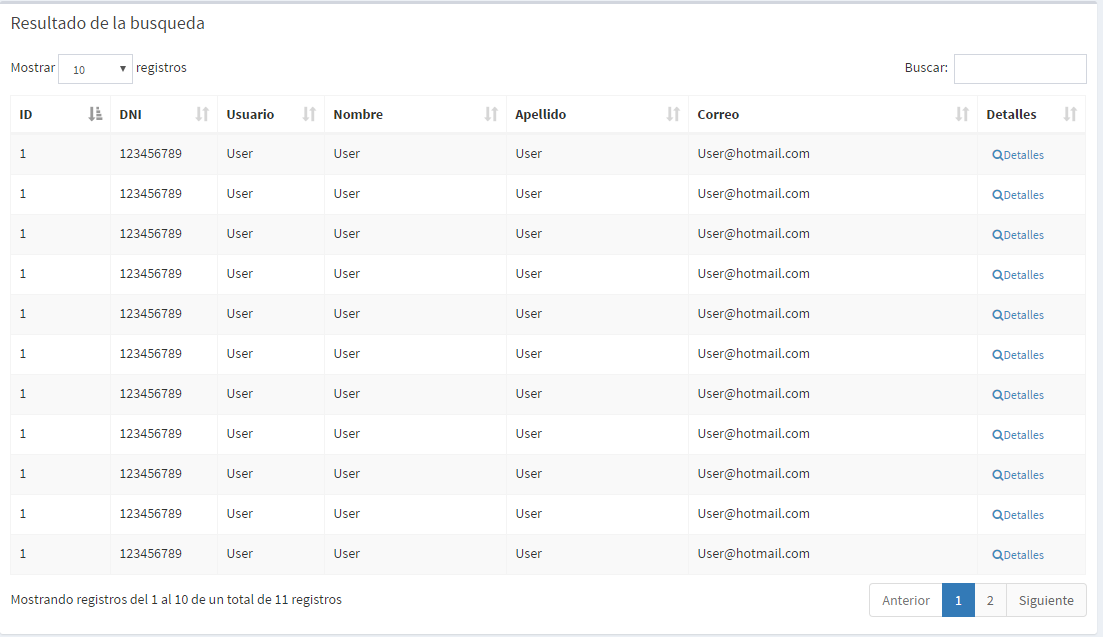 Resultado de la busqueda
Mostrar 10 registros Buscar:
ID DNI Usuario Nombre Apellido Correo Detalles
1 123456789 User User User User@hotmail.com Detalles
1 123456789 User User User User@hotmail.com Detalles
1 123456789 User User User User@hotmail.com Detalles
1 123456789 User User User User@hotmail.com Detalles
1 123456789 User User User User@hotmail.com Detalles
1 123456789 User User User User@hotmail.com Detalles
1 123456789 User User User User@hotmail.com Detalles
1 123456789 User User User User@hotmail.com Detalles
1 123456789 User User User User@hotmail.com Detalles
1 123456789 User User User User@hotmail.com Detalles
1 123456789 User User User User@hotmail.com Detalles
Mostrando registros del 1 al 10 de un total de 11 registros Anterior 1 2 Siguiente